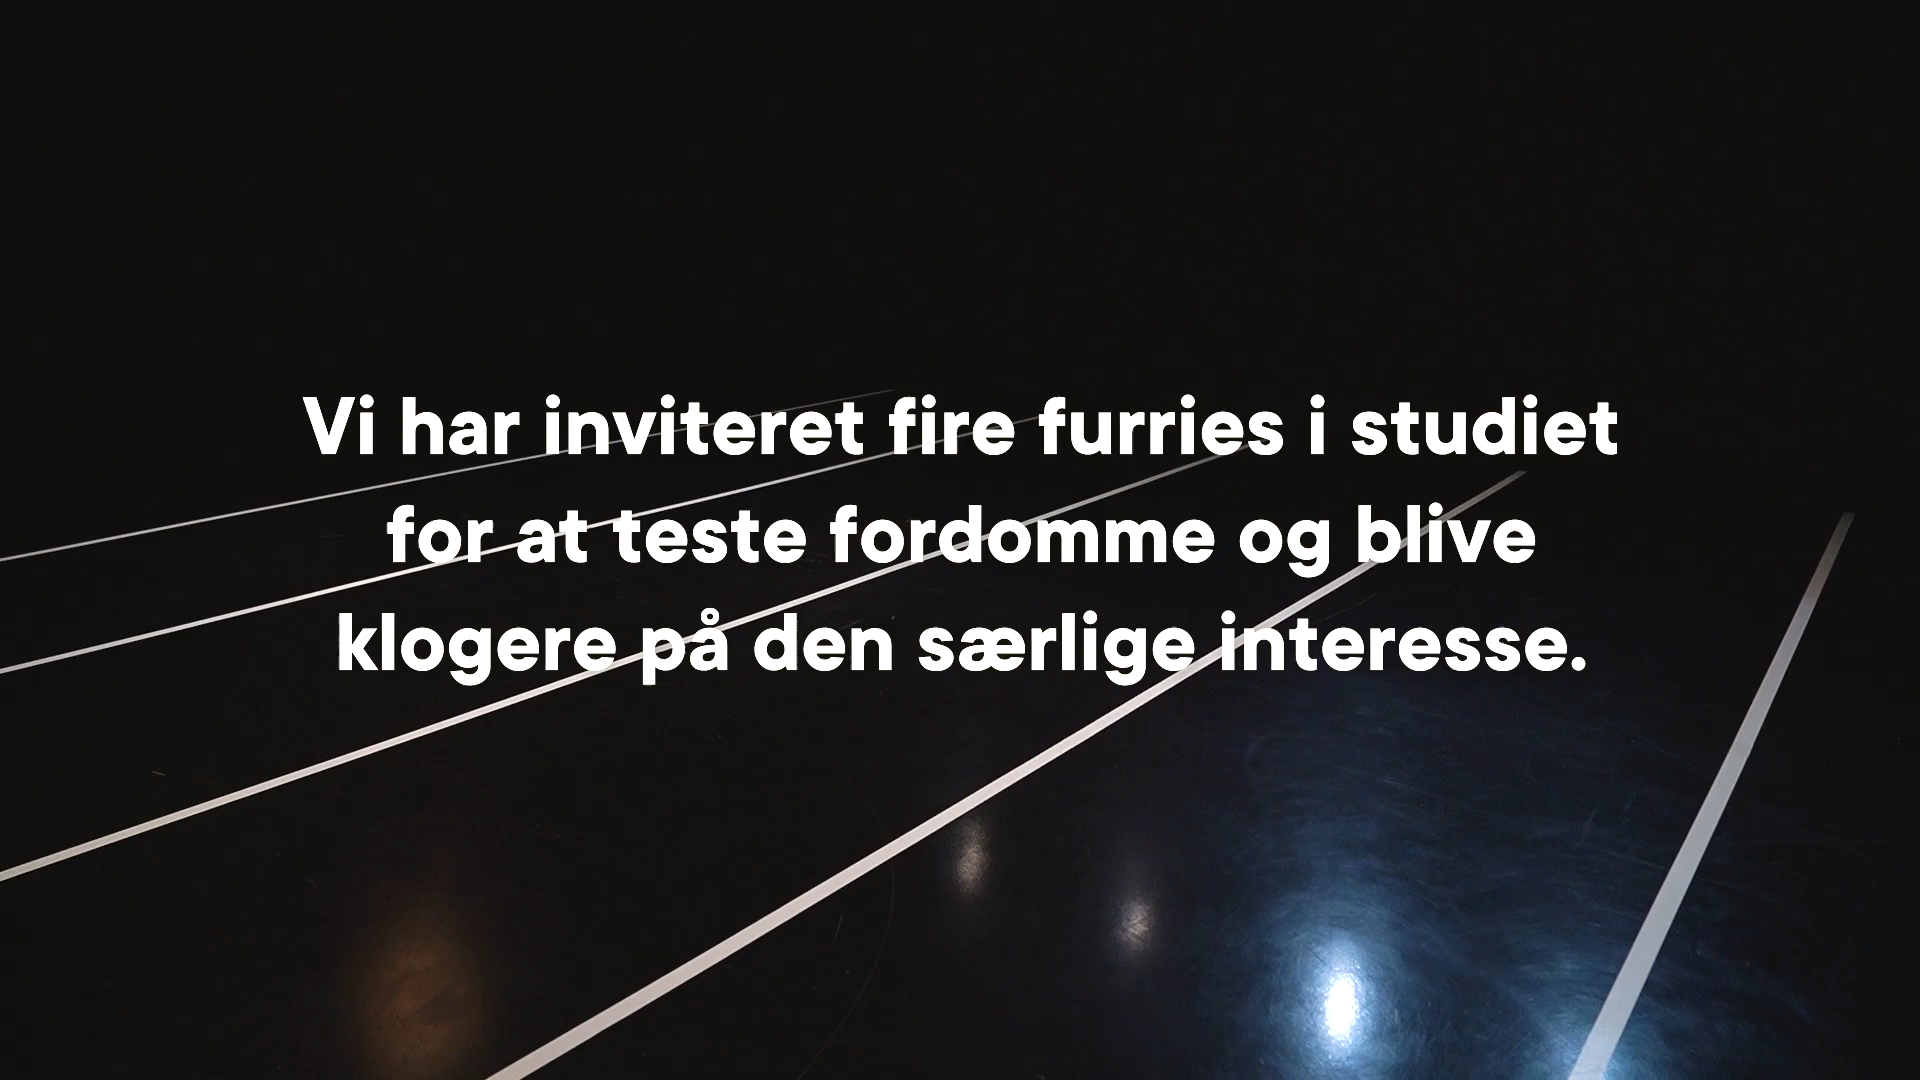 Vi har inviteret fire furries i studiet
for at teste fordomme og blive
klogere på den særlige interesse.